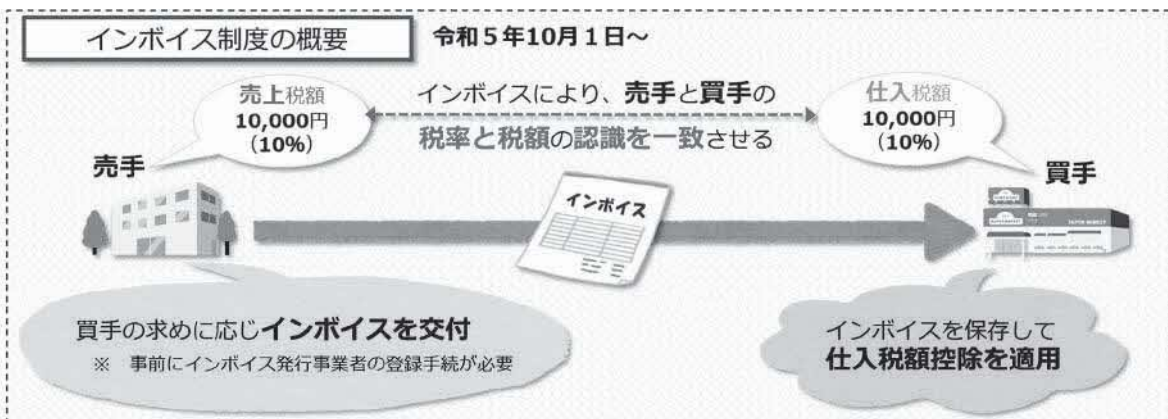 インボイス制度の概要
令和5年10月1日~
売上税額
10,000円
(10%)
インボイスにより、売手と買手の
税率と税額の認識を一致させる
仕入税額
10,000円
(10%)
売手
買手
インボイス
買手の求めに応じインボイスを交付
※ 事前にインボイス発行事業者の登録手続が必要
インボイスを保存して
仕入税額控除を適用